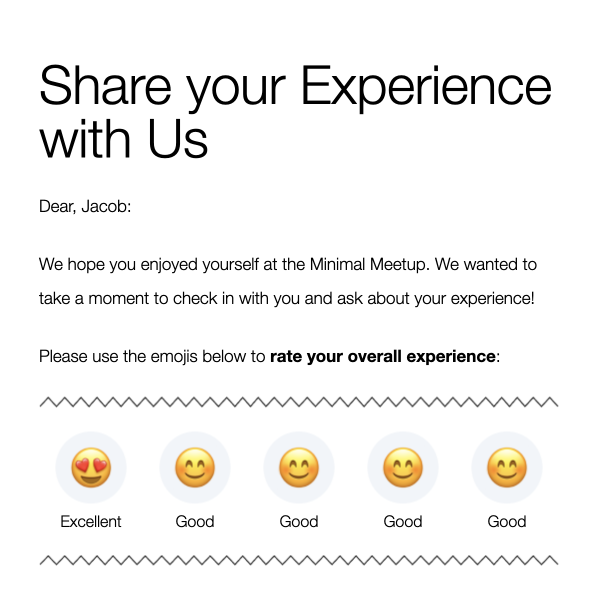 Share your Experience
with Us
Dear, Jacob:
We hope you enjoyed yourself at the Minimal Meetup. We wanted to
take a moment to check in with you and ask about your experience!
Please use the emojis below to rate your overall experience:
Excellent Good Good Good Good